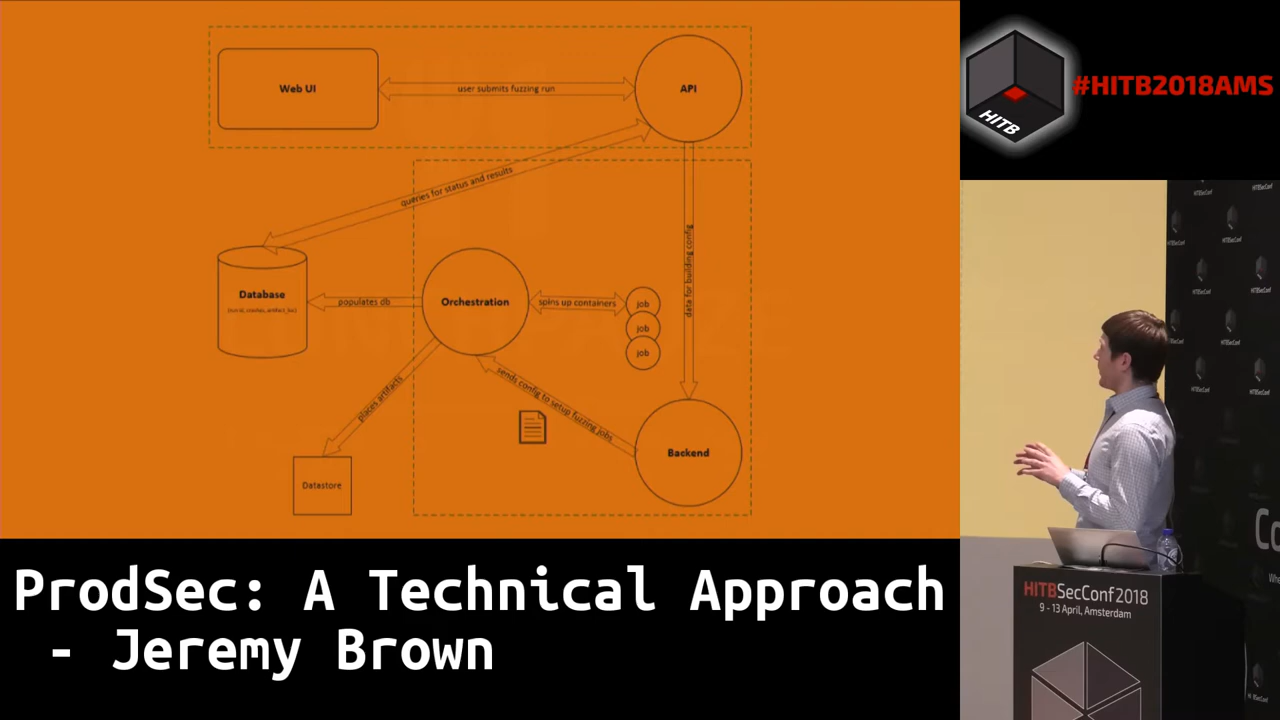 Web UI
user submits fuzzing run
API
queries for status and results
data for building config
Database
Orchestration
populates db
spins up containers
job
job
job
places artifacts
sends config to setup fuzzing jobs
Backend
Datastore
HITB
#HITB2018AMS
HITBSecConf
HITBSecConf2018
9 - 13 April, Amsterdam
ProdSec: A Technical Approach
- Jeremy Brown